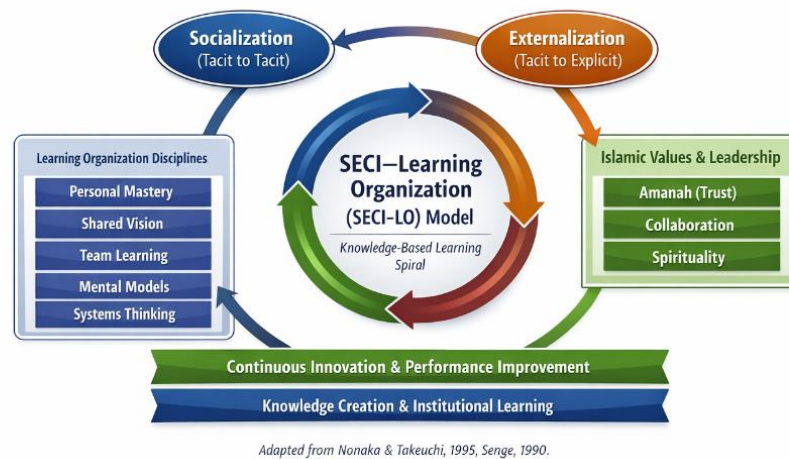 Socialization
(Tacit to Tacit)
Externalization
(Tacit to Explicit)
Learning Organization Disciplines
Personal Mastery
Shared Vision
Team Learning
Mental Models
Systems Thinking
SECI—Learning
Organization
(SECI-LO) Model
Knowledge-Based Learning
Spiral
Islamic Values & Leadership
Amanah (Trust)
Collaboration
Spirituality
Continuous Innovation & Performance Improvement
Knowledge Creation & Institutional Learning
Adapted from Nonaka & Takeuchi, 1995, Senge, 1990.